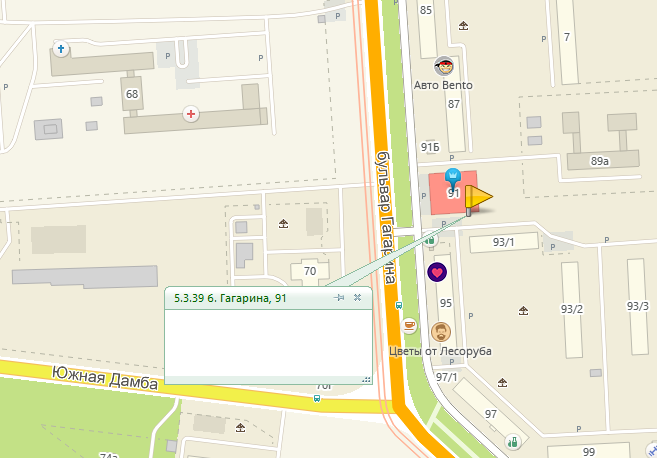 85
P
7
P
P
Авто Bento
68
87
P
P
91Б
P
89а
91
бульвар Гагарина
P
P
P
93/1
70
5.3.39 б. Гагарина, 91
95
93/2
93/3
P
Цветы от Лесоруба
Южная Дамба
97/1
P
97
99